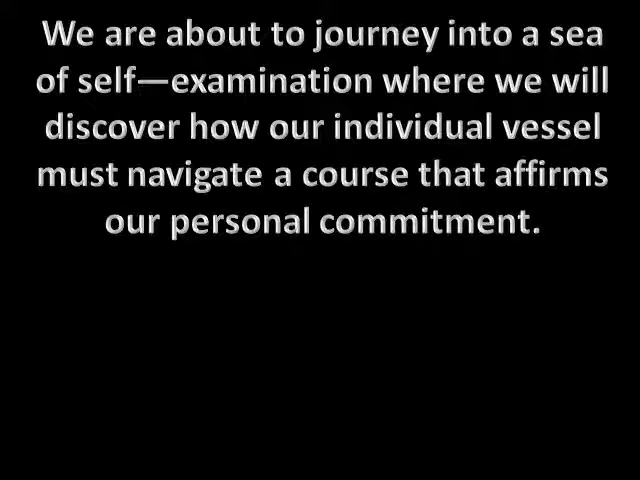 We are about to journey into a sea
of self—examination where we will
discover how our individual vessel
must navigate a course that affirms
our personal commitment.